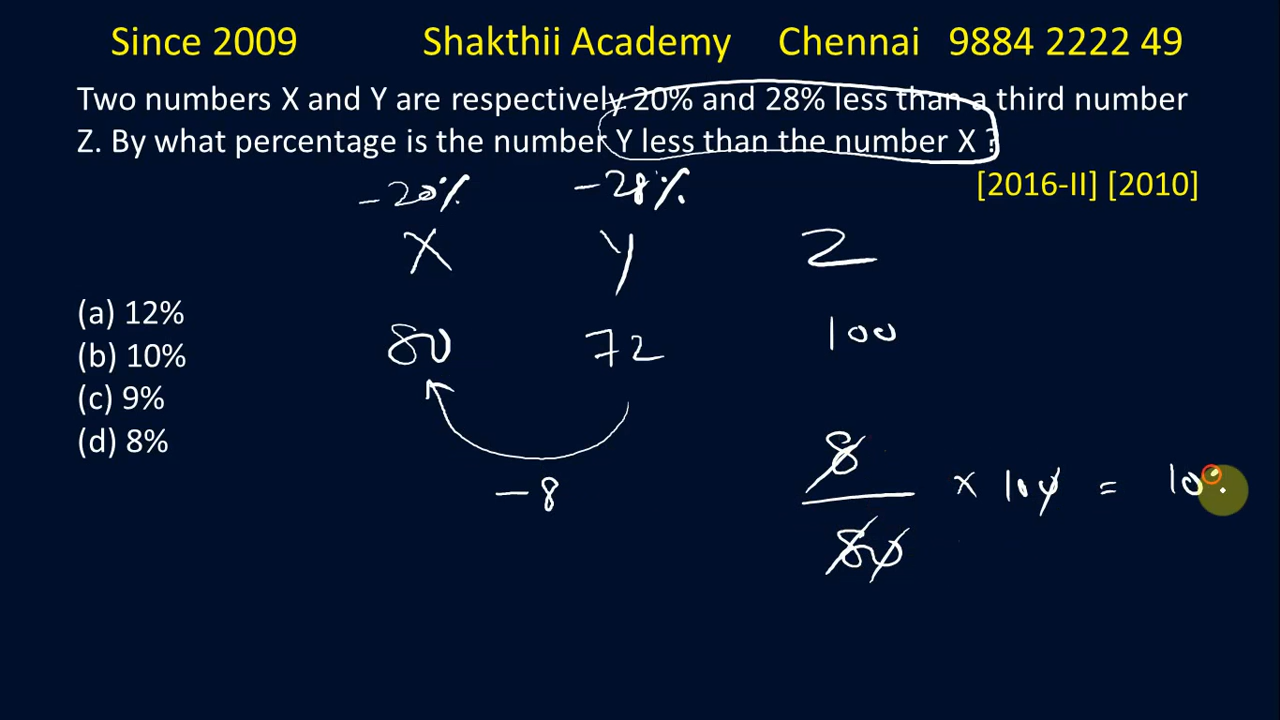 Since 2009 Shakthii Academy Chennai 9884 2222 49
Two numbers X and Y are respectively 20% and 28% less than a third number
Z. By what percentage is the number Y less than the number X ?
[2016-II] [2010]
-20% -28%
X Y Z
(a) 12%
80 72 100
(b) 10%
(c) 9%
(d) 8%
-8
8
/80 × 100 = 10%